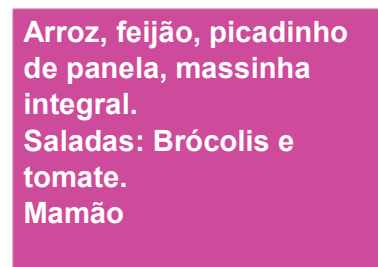 Arroz, feijão, picadinho
de panela, massinha
integral.
Saladas: Brócolis e
tomate.
Mamão